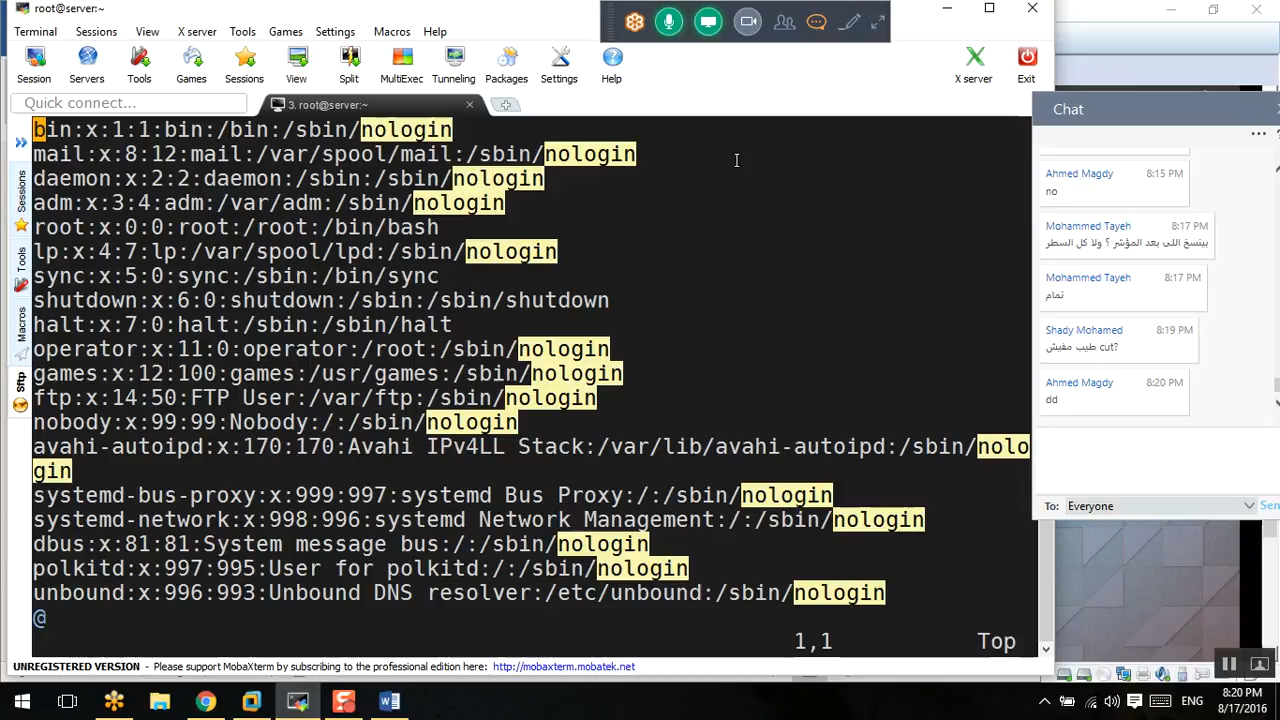 root@server:~
Terminal Sessions View X server Tools Games Settings Macros Help
Session Servers Tools Games Sessions View Split MultiExec Tunneling Packages Settings Help X server Exit
Quick connect...
3. root@server:~
bin:x:1:1:bin:/bin:/sbin/nologin
mail:x:8:12:mail:/var/spool/mail:/sbin/nologin
daemon:x:2:2:daemon:/sbin:/sbin/nologin
adm:x:3:4:adm:/var/adm:/sbin/nologin
root:x:0:0:root:/root:/bin/bash
lp:x:4:7:lp:/var/spool/lpd:/sbin/nologin
sync:x:5:0:sync:/sbin:/bin/sync
shutdown:x:6:0:shutdown:/sbin:/sbin/shutdown
halt:x:7:0:halt:/sbin:/sbin/halt
operator:x:11:0:operator:/root:/sbin/nologin
games:x:12:100:games:/usr/games:/sbin/nologin
ftp:x:14:50:FTP User:/var/ftp:/sbin/nologin
nobody:x:99:99:Nobody:/:/sbin/nologin
avahi-autoipd:x:170:170:Avahi IPv4LL Stack:/var/lib/avahi-autoipd:/sbin/nolo
gin
systemd-bus-proxy:x:999:997:systemd Bus Proxy:/:/sbin/nologin
systemd-network:x:998:996:systemd Network Management:/:/sbin/nologin
dbus:x:81:81:System message bus:/:/sbin/nologin
polkitd:x:997:995:User for polkitd:/:/sbin/nologin
unbound:x:996:993:Unbound DNS resolver:/etc/unbound:/sbin/nologin
@
1,1 Top
Sessions
Tools
Macros
Sftp
Chat
Ahmed Magdy 8:15 PM
no
Mohammed Tayeh 8:17 PM
بينسخ اللى بعد المؤشر ؟ ولا كل السطر
Mohammed Tayeh 8:17 PM
تمام
Shady Mohamed 8:19 PM
طيب مفيش cut?
Ahmed Magdy 8:20 PM
dd
To: Everyone Sen
UNREGISTERED VERSION - Please support MobaXterm by subscribing to the professional edition here: http://mobaxterm.mobatek.net
ENG
8:20 PM
8/17/2016